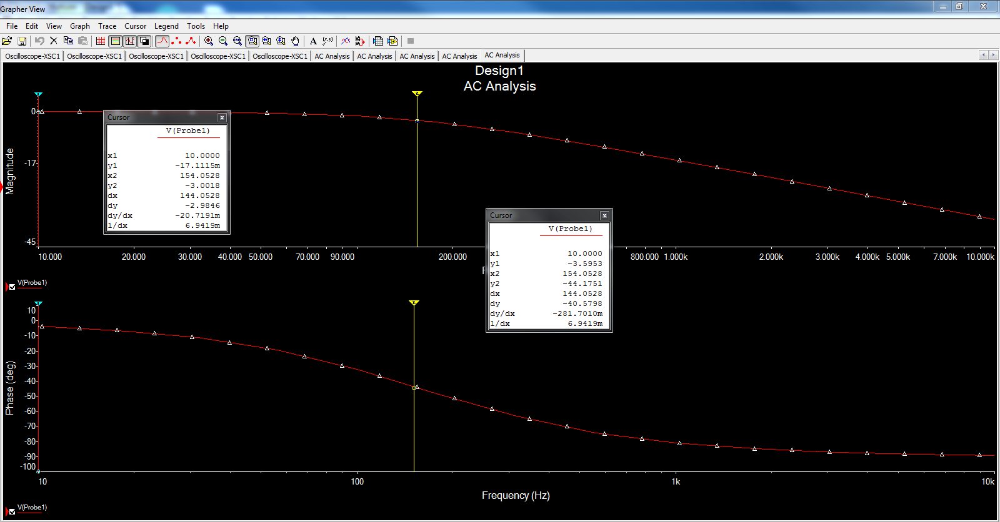 Grapher View
File Edit View Graph Trace Cursor Legend Tools Help
Oscilloscope-XSC1 Oscilloscope-XSC1 Oscilloscope-XSC1 Oscilloscope-XSC1 Oscilloscope-XSC1 AC Analysis AC Analysis AC Analysis AC Analysis AC Analysis
Design1
AC Analysis
Magnitude
0
-17
-45
10.000 20.000 30.000 40.000 50.000 70.000 90.000 200.000 800.000 1.000k 2.000k 3.000k 4.000k 5.000k 7.000k 10.000k
Cursor
V(Probe1)
x1 10.0000
y1 -17.1115m
x2 154.0528
y2 -3.0018
dx 144.0528
dy -2.9846
dy/dx -20.7191m
1/dx 6.9419m
Cursor
V(Probe1)
x1 10.0000
y1 -3.5953
x2 154.0528
y2 -44.1751
dx 144.0528
dy -40.5798
dy/dx -281.7010m
1/dx 6.9419m
V(Probe1)
Phase (deg)
10
0
-10
-20
-30
-40
-50
-60
-70
-80
-90
-100
10 100 1k 10k
Frequency (Hz)
V(Probe1)